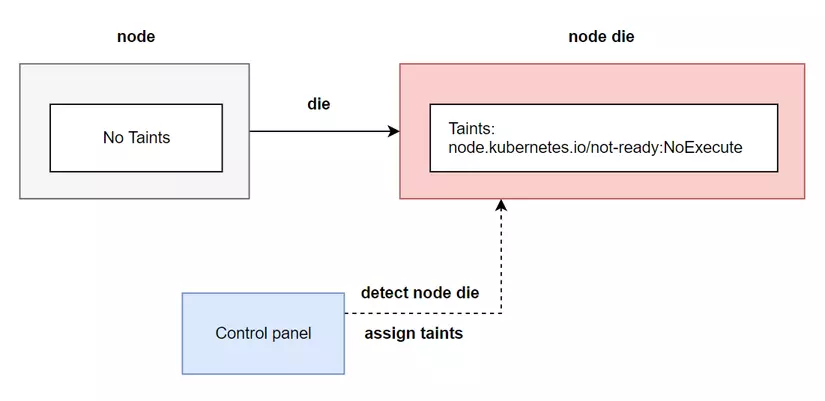 node
node die
die
No Taints
Taints:
node.kubernetes.io/not-ready:NoExecute
detect node die
Control panel
assign taints